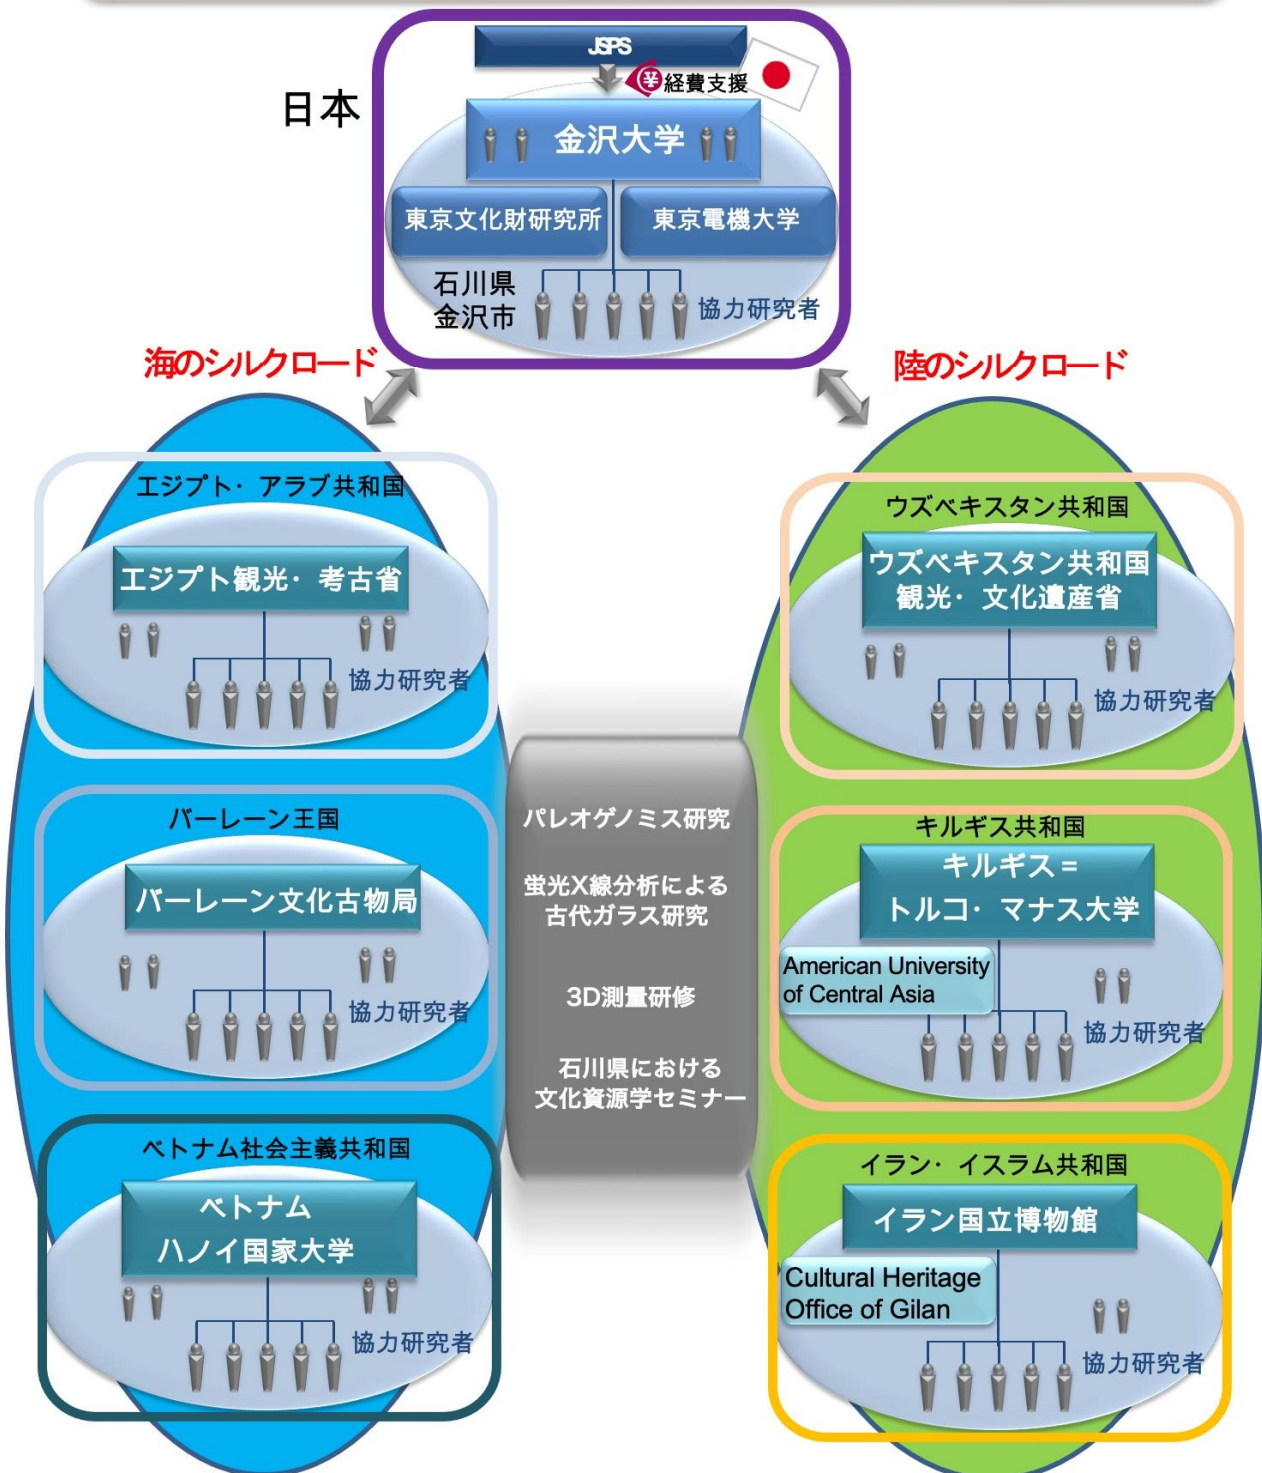 JSPS
¥
経費支援
日本
金沢大学
東京文化財研究所
東京電機大学
石川県
金沢市
協力研究者
海のシルクロード
陸のシルクロード
エジプト・アラブ共和国
エジプト観光・考古省
協力研究者
バーレーン王国
バーレーン文化古物局
協力研究者
ベトナム社会主義共和国
ベトナム
ハノイ国家大学
協力研究者
パレオゲノミス研究
蛍光X線分析による
古代ガラス研究
3D測量研修
石川県における
文化資源学セミナー
ウズベキスタン共和国
ウズベキスタン共和国
観光・文化遺産省
協力研究者
キルギス共和国
キルギス＝
トルコ・マナス大学
American University
of Central Asia
協力研究者
イラン・イスラム共和国
イラン国立博物館
Cultural Heritage
Office of Gilan
協力研究者